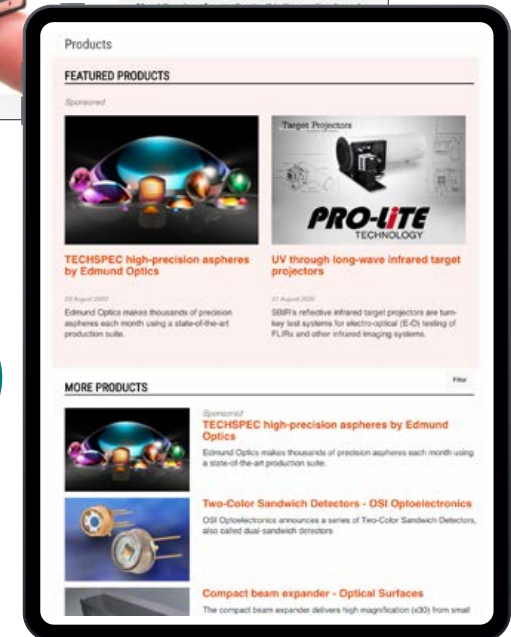 Products
FEATURED PRODUCTS
Sponsored
Target Projectors
PRO-LiTE
TECHNOLOGY
TECHSPEC high-precision aspheres
by Edmund Optics
UV through long-wave infrared target
projectors
03 August 2022
01 August 2022
Edmund Optics makes thousands of precision
aspheres each month using a state-of-the-art
production suite.
SBIR's reflective infrared target projectors are turn-
key test systems for electro-optical (E-O) testing of
FLIRs and other infrared imaging systems.
Filter
MORE PRODUCTS
Sponsored
TECHSPEC high-precision aspheres by Edmund
Optics
Edmund Optics makes thousands of precision aspheres each month using
a state-of-the-art production suite.
Two-Color Sandwich Detectors - OSI Optoelectronics
OSI Optoelectronics announces a series of Two-Color Sandwich Detectors,
also called dual-sandwich detectors
Compact beam expander - Optical Surfaces
The compact beam expander delivers high magnification (x30) from small